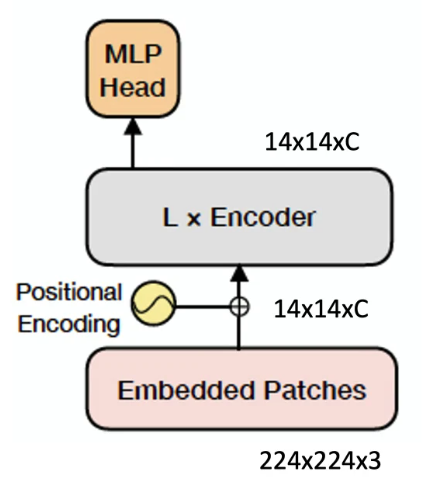 MLP
Head
14x14xC
L × Encoder
Positional
Encoding
14x14xC
Embedded Patches
224x224x3